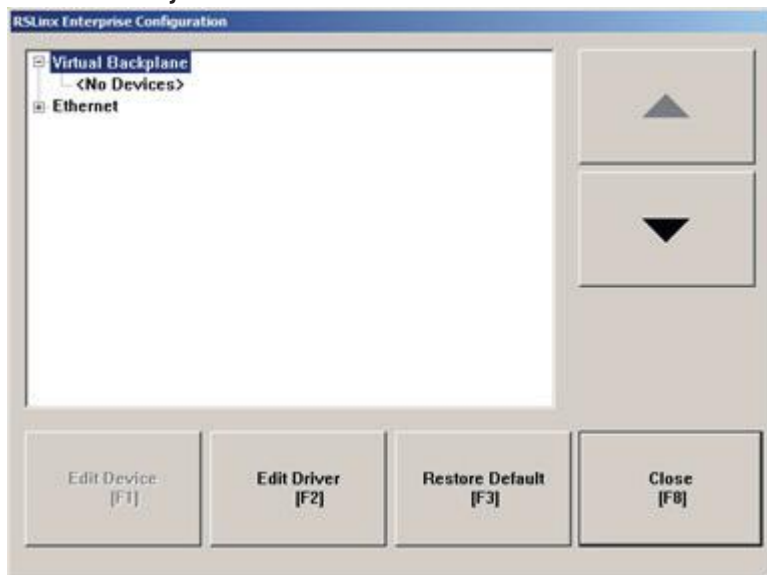 RSLinx Enterprise Configuration
Virtual Backplane
<No Devices>
Ethernet
Edit Device
[F1]
Edit Driver
[F2]
Restore Default
[F3]
Close
[F8]